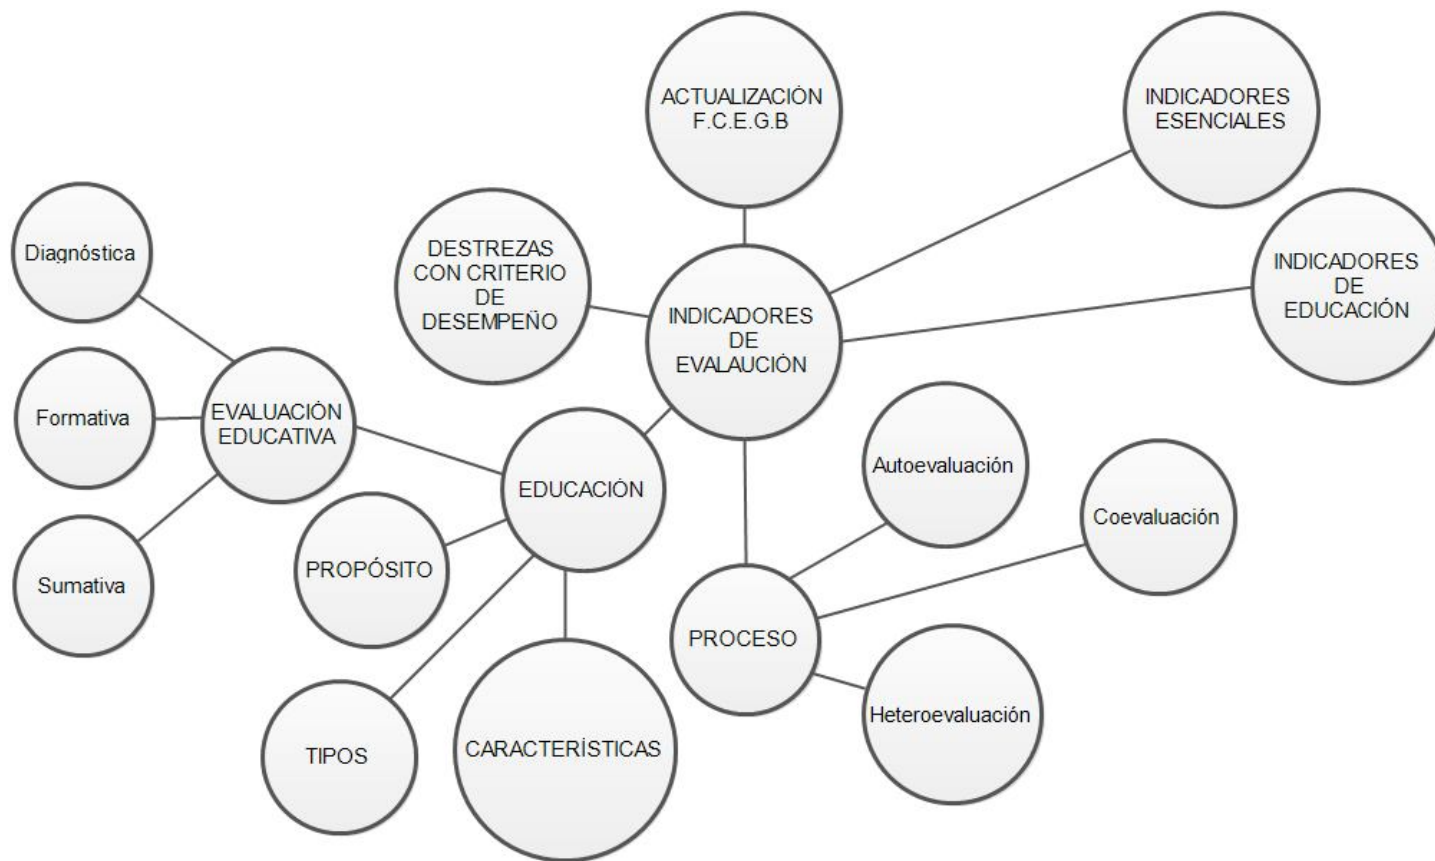 ACTUALIZACIÓN
F.C.E.G.B
INDICADORES
ESENCIALES
Diagnóstica
DESTREZAS
CON CRITERIO
DE
DESEMPEÑO
INDICADORES
DE
EDUCACIÓN
INDICADORES
DE
EVALAUCIÓN
Formativa
EVALUACIÓN
EDUCATIVA
EDUCACIÓN
Autoevaluación
Coevaluación
PROPÓSITO
Sumativa
PROCESO
Heteroevaluación
TIPOS
CARACTERÍSTICAS